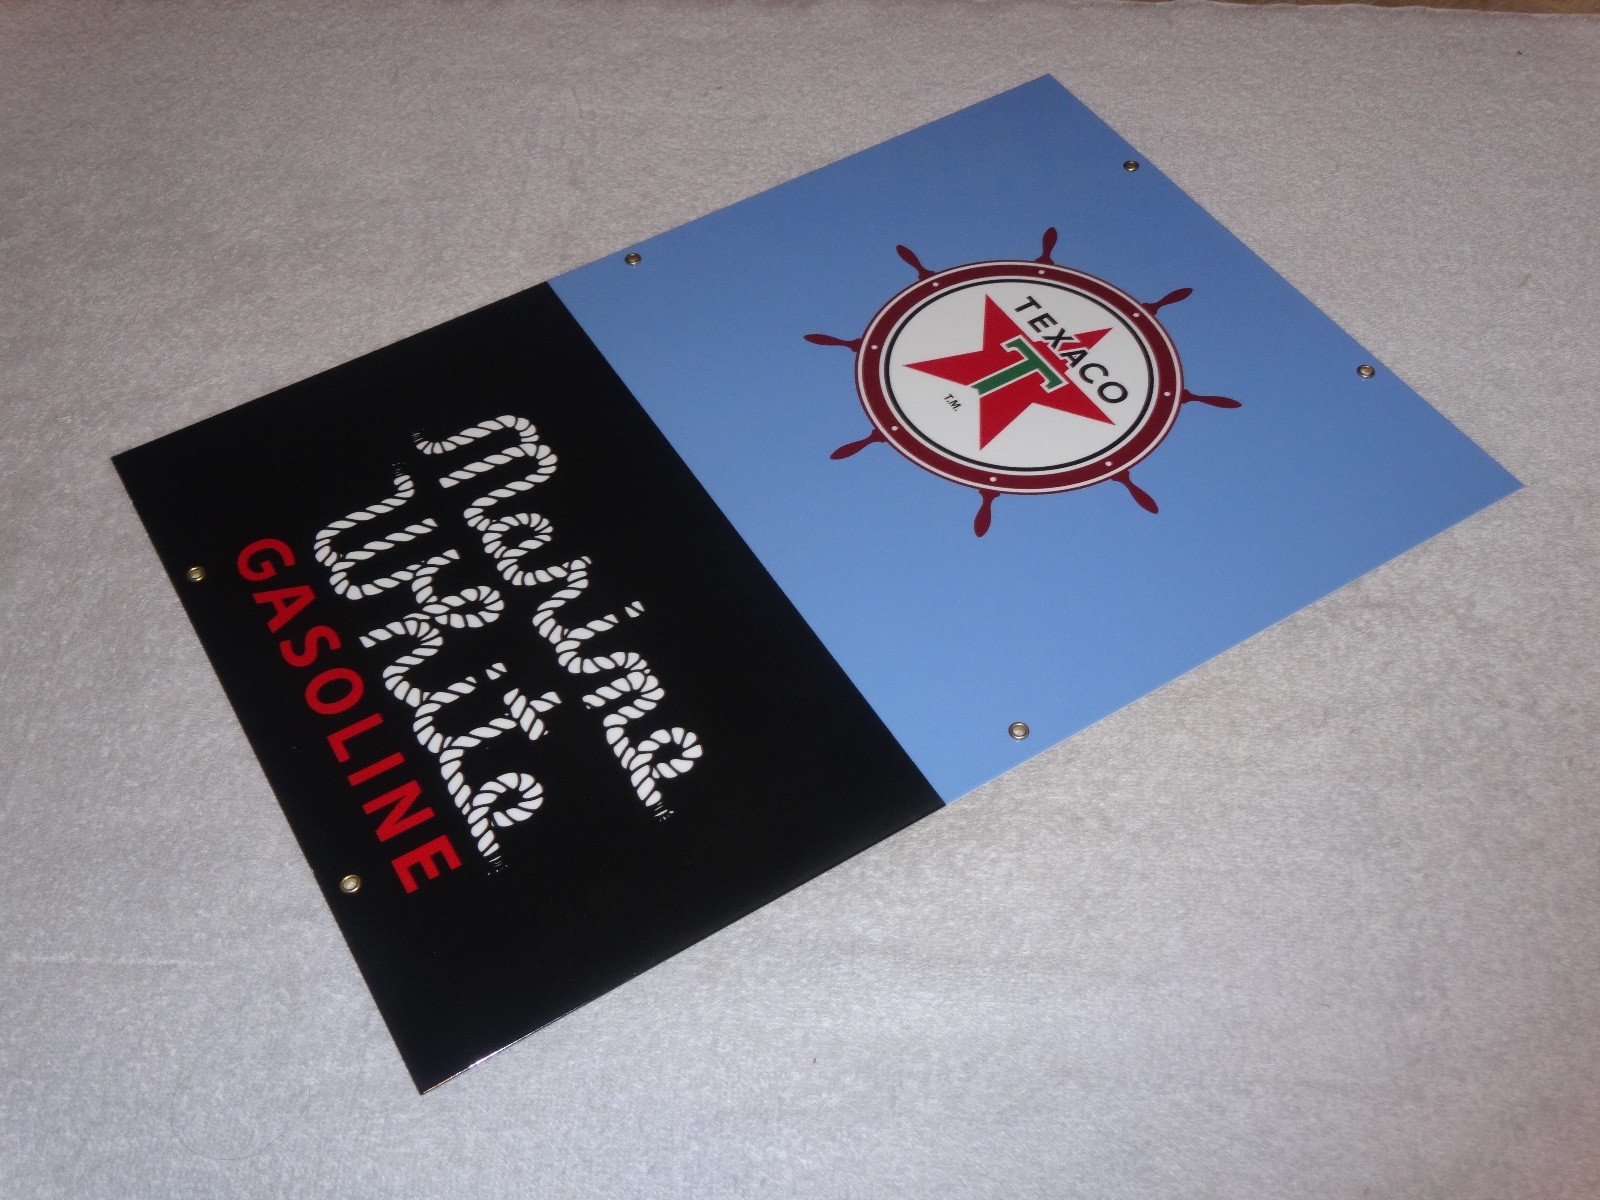 TEXACO
T
T.M.
Marine
White
GASOLINE